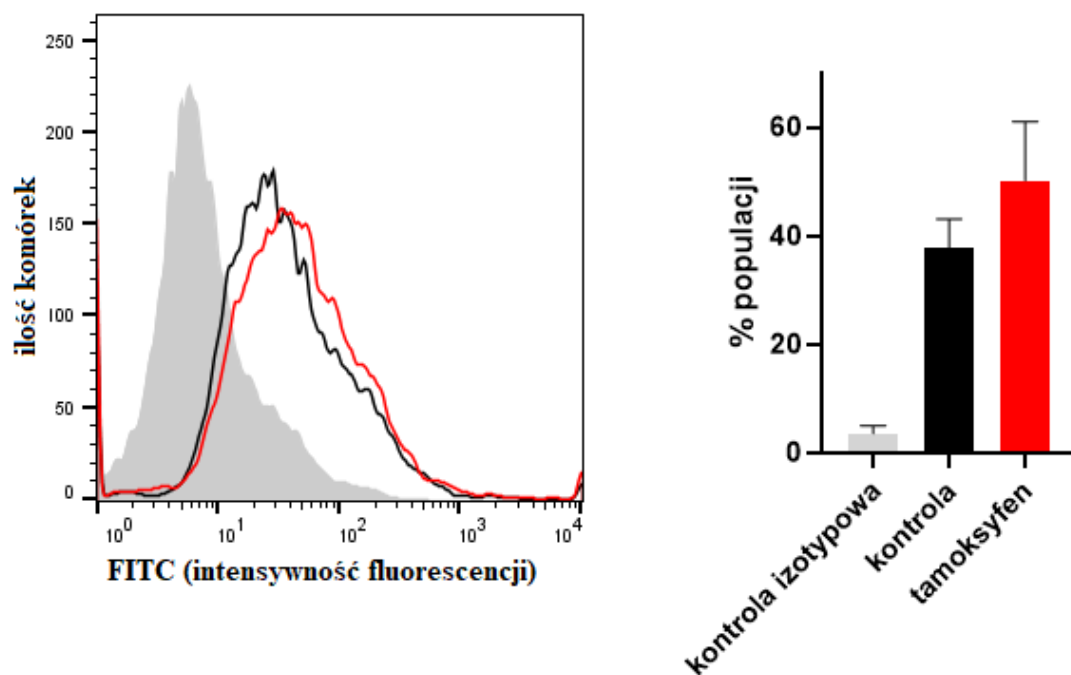 250
200
150
100
50
0
ilość komórek
10⁰ 10¹ 10² 10³ 10⁴
FITC (intensywność fluorescencji)
60
40
20
0
% populacji
kontrola izotypowa
kontrola
tamoksyfen